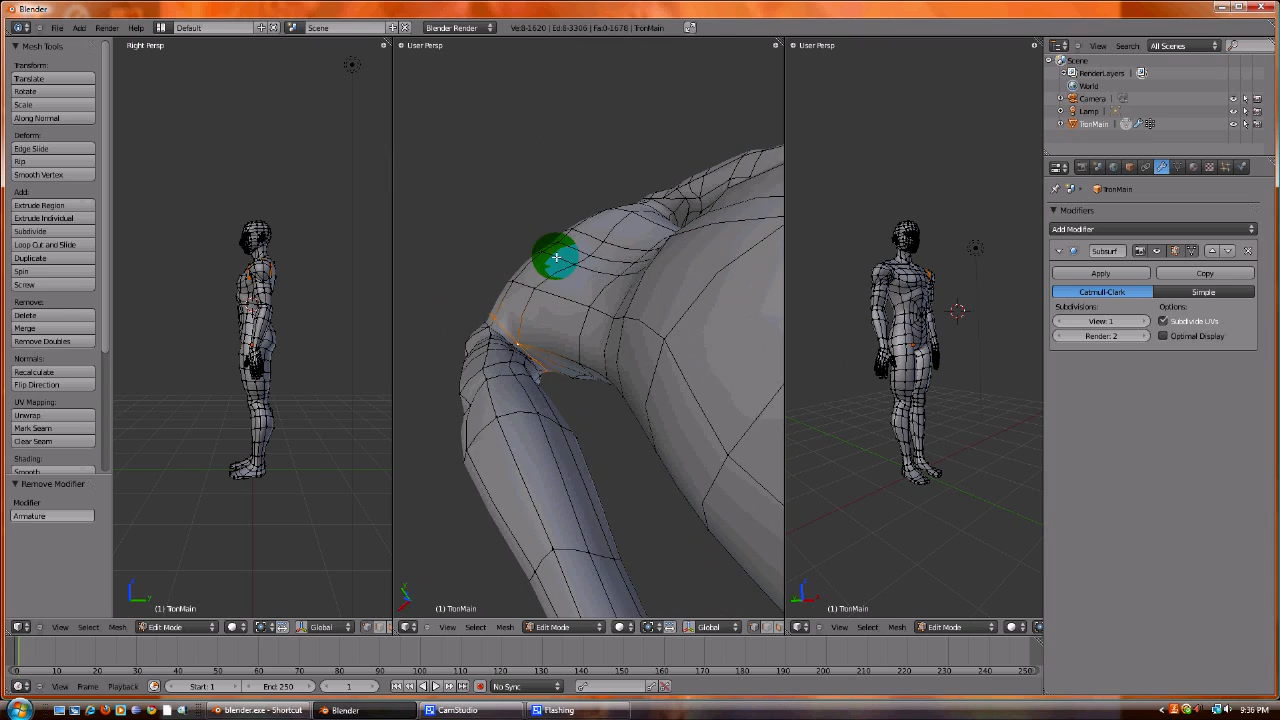 Blender
File Add Render Help Default Scene Blender Render Ve:8-1620 | Ed:8-3306 | Fa:0-1678 | TronMain
Mesh Tools
Transform:
Translate
Rotate
Scale
Along Normal
Deform:
Edge Slide
Rip
Smooth Vertex
Add:
Extrude Region
Extrude Individual
Subdivide
Loop Cut and Slide
Duplicate
Spin
Screw
Remove:
Delete
Merge
Remove Doubles
Normals:
Recalculate
Flip Direction
UV Mapping:
Unwrap
Mark Seam
Clear Seam
Shading:
Smooth
Remove Modifier
Modifier
Armature
Right Persp
(1) TronMain
View Select Mesh Edit Mode Global
User Persp
(1) TronMain
View Select Mesh Edit Mode Global
User Persp
(1) TronMain
View Select Mesh Edit Mode
View Search All Scenes
Scene
RenderLayers
World
Camera
Lamp
TronMain
TronMain
Modifiers
Add Modifier
Subsurf
Apply Copy
Catmull-Clark Simple
Subdivisions: Options:
View: 1 Subdivide UVs
Render: 2 Optimal Display
0 10 20 30 40 50 60 70 80 90 100 110 120 130 140 150 160 170 180 190 200 210 220 230 240 250
View Frame Playback Start: 1 End: 250 1 No Sync
blender.exe - Shortcut Blender CamStudio Flashing 9:36 PM